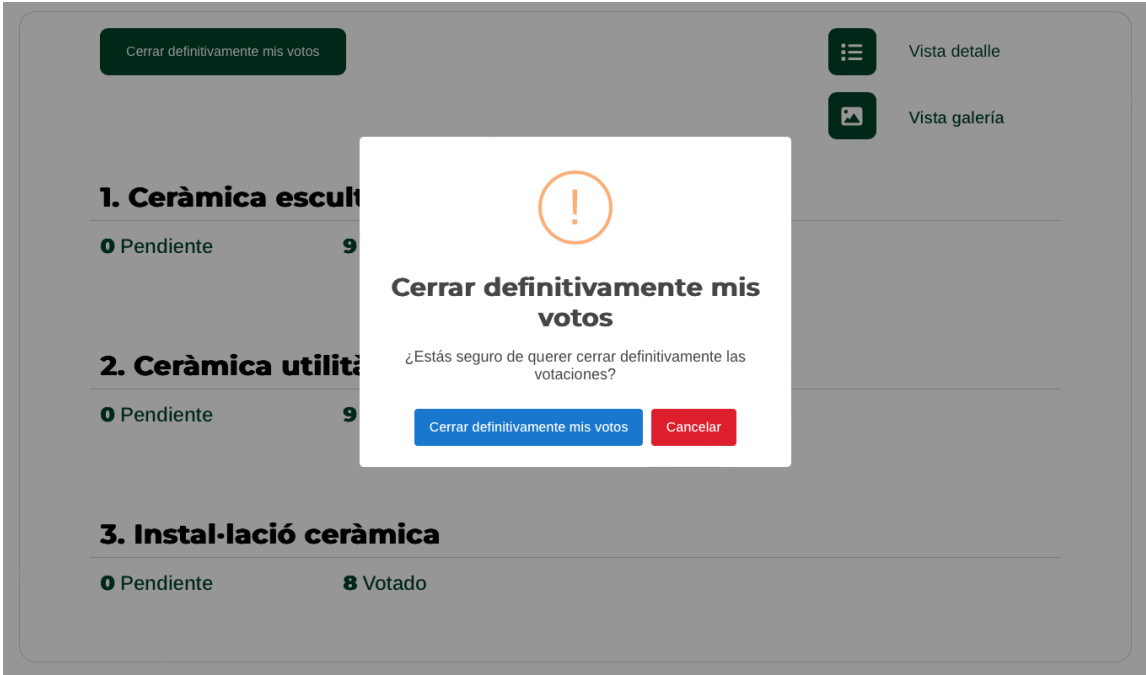 Cerrar definitivamente mis votos
Vista detalle
Vista galería
1. Ceràmica escult
0 Pendiente
9
!
Cerrar definitivamente mis
votos
¿Estás seguro de querer cerrar definitivamente las
votaciones?
Cerrar definitivamente mis votos
Cancelar
2. Ceràmica utilità
0 Pendiente
9
3. Instal·lació ceràmica
0 Pendiente
8 Votado